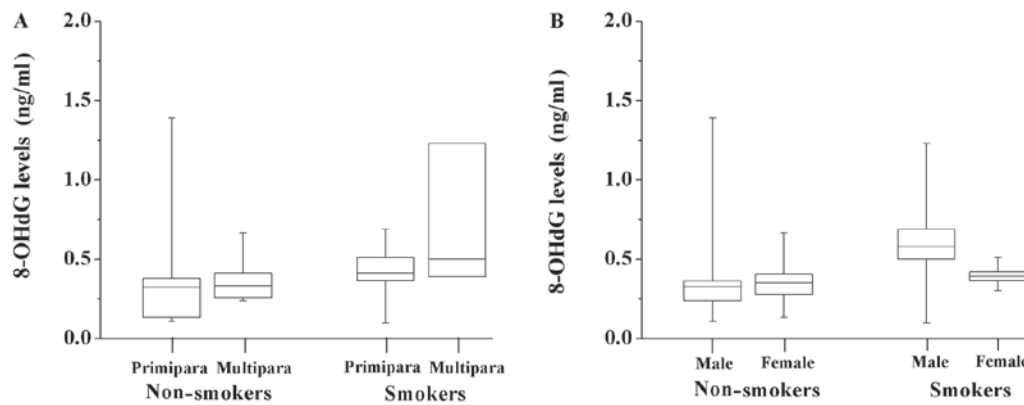 A
8-OHdG levels (ng/ml)
2.0
1.5
1.0
0.5
0.0
Primipara Multipara Primipara Multipara
Non-smokers Smokers
B
8-OHdG levels (ng/ml)
2.0
1.5
1.0
0.5
0.0
Male Female Male Female
Non-smokers Smokers